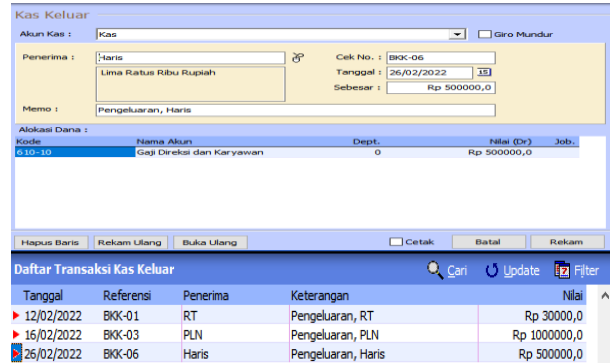 Kas Keluar
Akun Kas : Kas Giro Mundur
Penerima : Haris Cek No. : BKK-06
Lima Ratus Ribu Rupiah Tanggal : 26/02/2022 15
Sebesar : Rp 500000,0
Memo : Pengeluaran, Haris
Alokasi Dana :
Kode Nama Akun Dept. Nilai (Dr) Job.
610-10 Gaji Direksi dan Karyawan 0 Rp 500000,0
Hapus Baris Rekam Ulang Buka Ulang Cetak Batal Rekam
Daftar Transaksi Kas Keluar Cari Update Filter
Tanggal Referensi Penerima Keterangan Nilai
12/02/2022 BKK-01 RT Pengeluaran, RT Rp 30000,0
16/02/2022 BKK-03 PLN Pengeluaran, PLN Rp 1000000,0
26/02/2022 BKK-06 Haris Pengeluaran, Haris Rp 500000,0